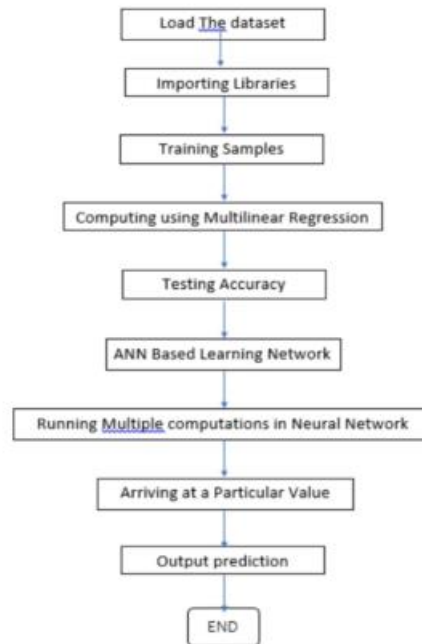 Load The dataset
Importing Libraries
Training Samples
Computing using Multilinear Regression
Testing Accuracy
ANN Based Learning Network
Running Multiple computations in Neural Network
Arriving at a Particular Value
Output prediction
END